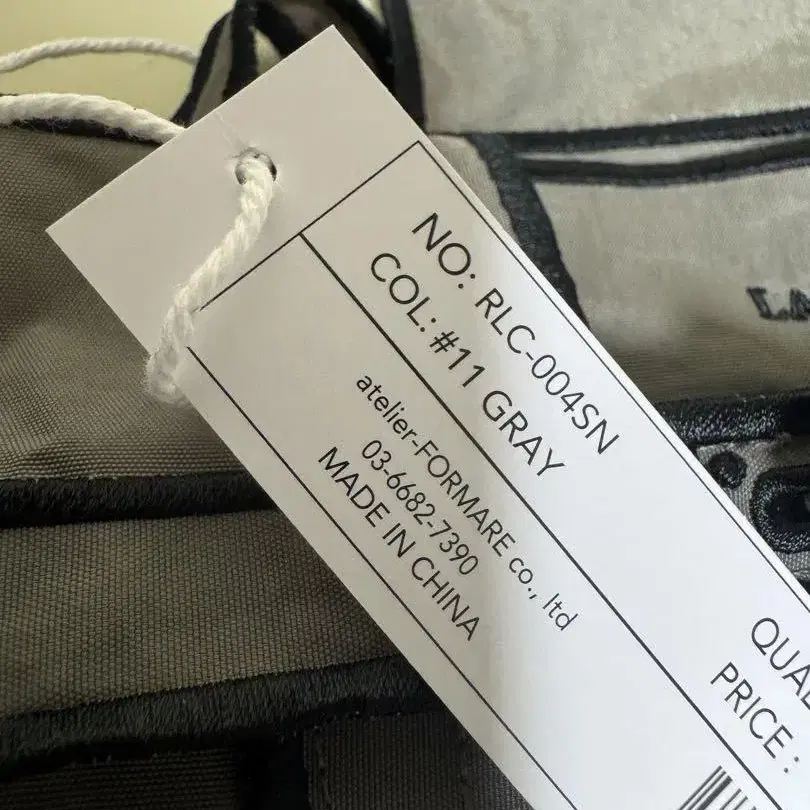 NO: RLC-004SN
COL: #11 GRAY
atelier-FORMARE co., ltd
03-6682-7390
MADE IN CHINA
PRICE :